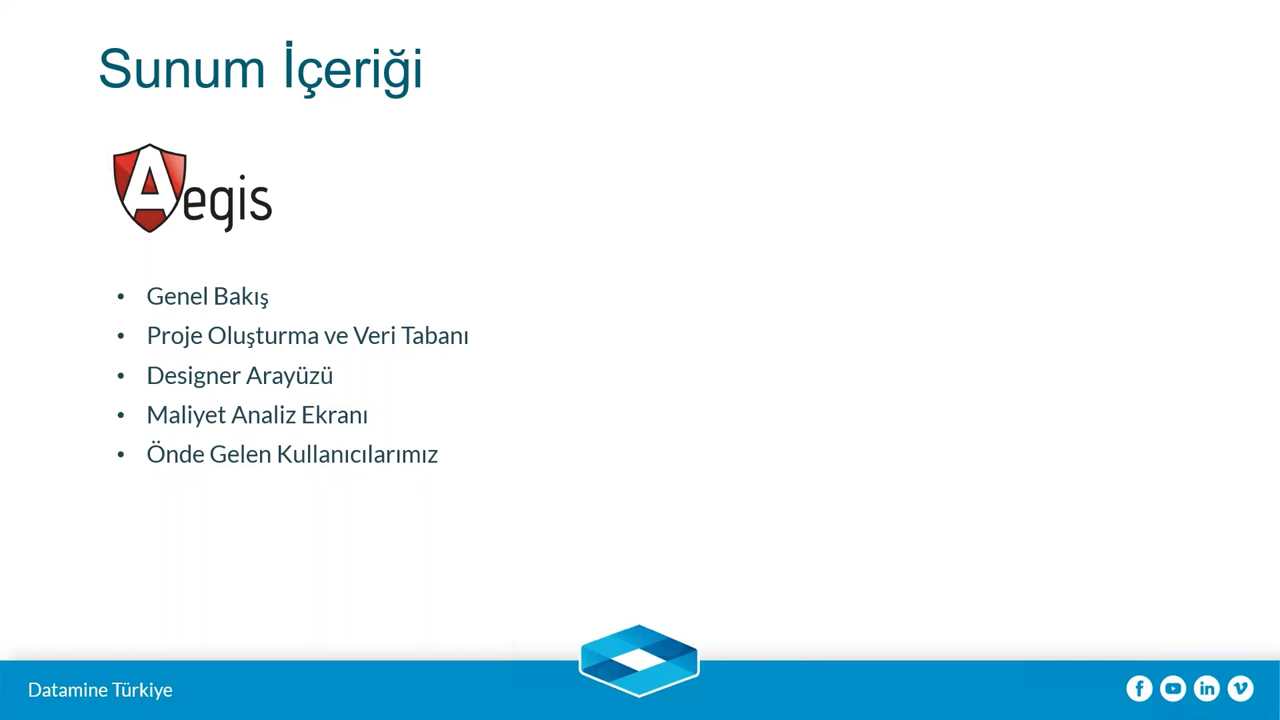 Sunum İçeriği
Aegis
• Genel Bakış
• Proje Oluşturma ve Veri Tabanı
• Designer Arayüzü
• Maliyet Analiz Ekranı
• Önde Gelen Kullanıcılarımız
Datamine Türkiye